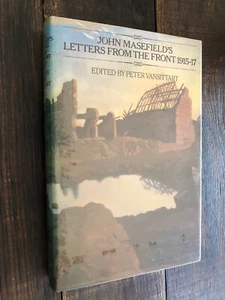 JOHN MASEFIELD'S
LETTERS FROM THE FRONT 1915-17
EDITED BY PETER VANSITTART